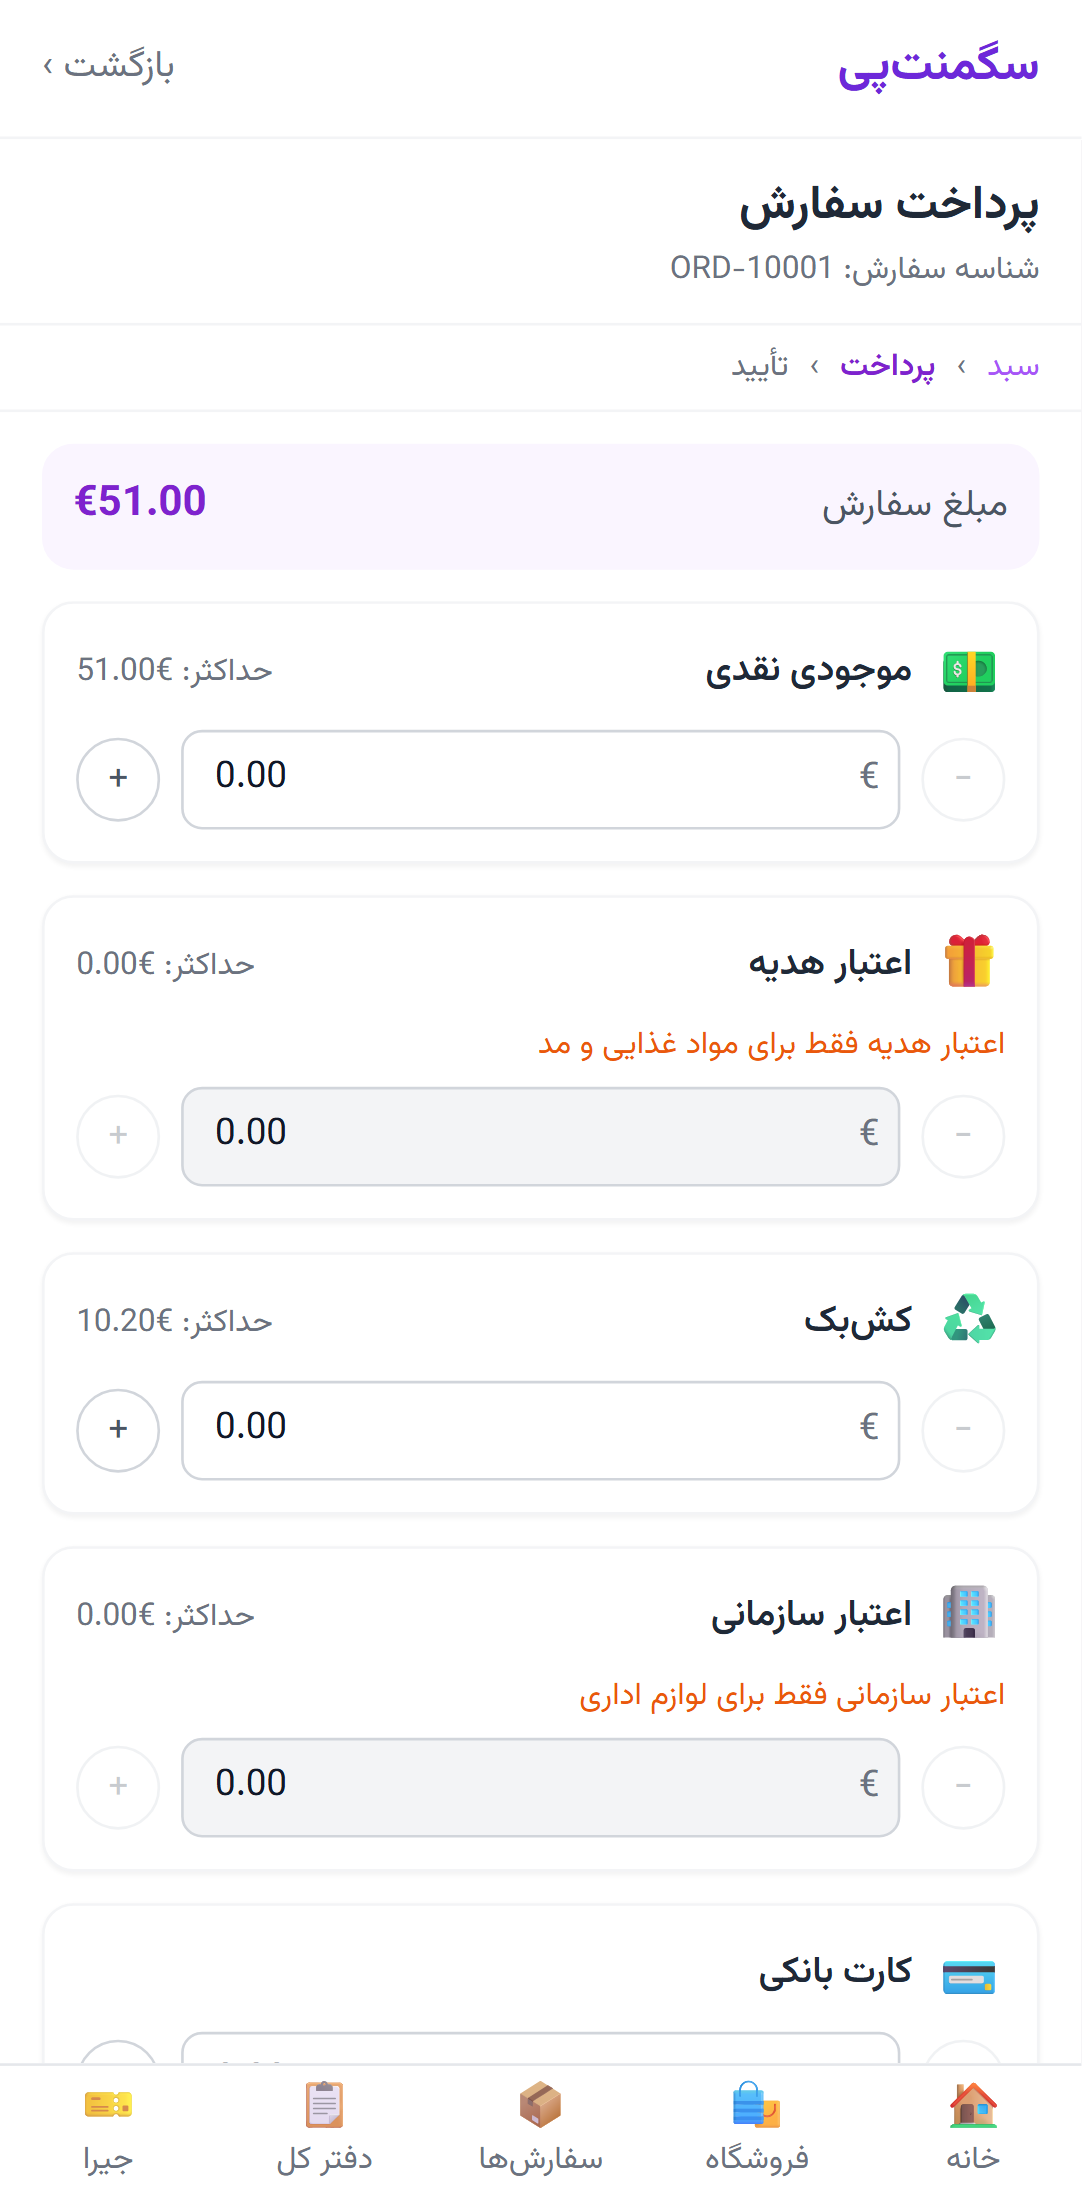 سگمنت‌پی
بازگشت ›
پرداخت سفارش
شناسه سفارش: ORD-10001
سبد › پرداخت › تأیید
مبلغ سفارش €51.00
موجودی نقدی حداکثر: €51.00
− € 0.00 +
اعتبار هدیه حداکثر: €0.00
اعتبار هدیه فقط برای مواد غذایی و مد
− € 0.00 +
کش‌بک حداکثر: €10.20
− € 0.00 +
اعتبار سازمانی حداکثر: €0.00
اعتبار سازمانی فقط برای لوازم اداری
− € 0.00 +
کارت بانکی
خانه فروشگاه سفارش‌ها دفتر کل جیرا